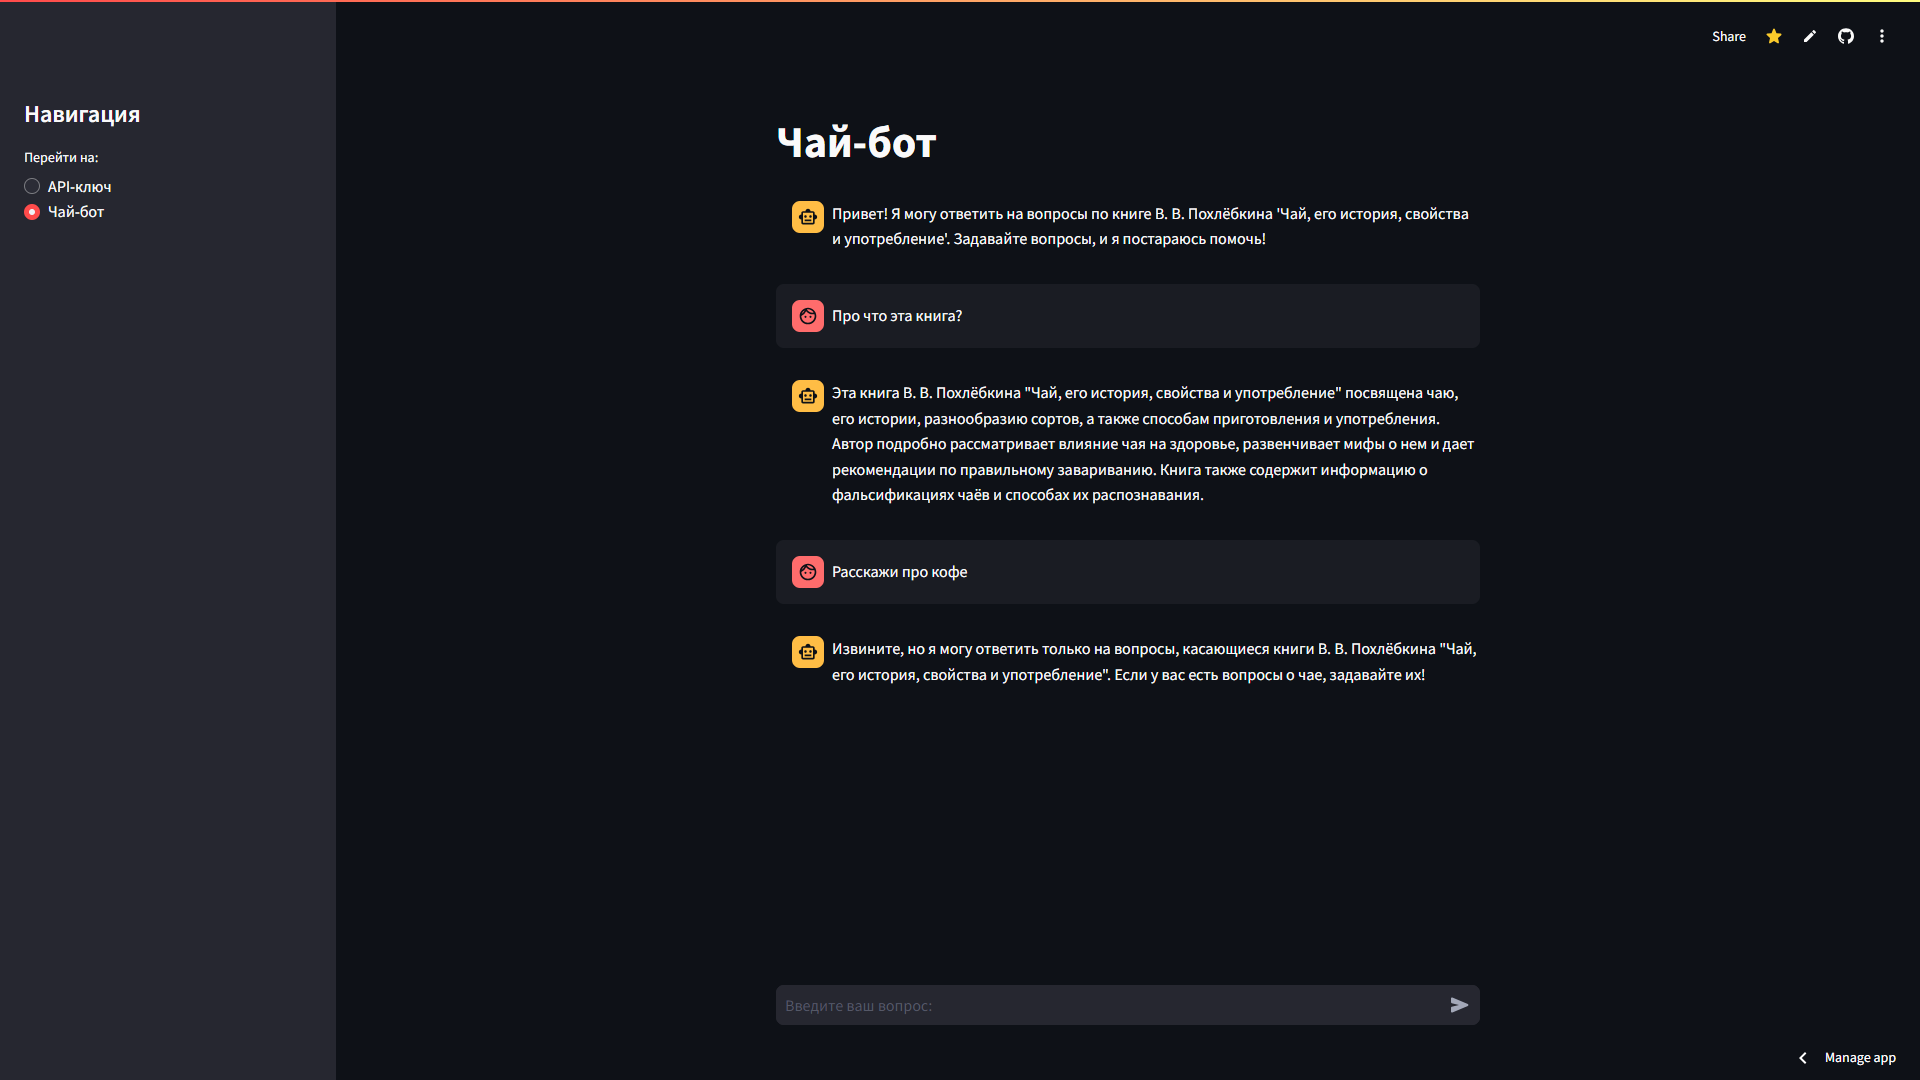 Share
Навигация
Перейти на:
API-ключ
Чай-бот
Чай-бот
Привет! Я могу ответить на вопросы по книге В. В. Похлёбкина 'Чай, его история, свойства
и употребление'. Задавайте вопросы, и я постараюсь помочь!
Про что эта книга?
Эта книга В. В. Похлёбкина "Чай, его история, свойства и употребление" посвящена чаю,
его истории, разнообразию сортов, а также способам приготовления и употребления.
Автор подробно рассматривает влияние чая на здоровье, развенчивает мифы о нем и дает
рекомендации по правильному завариванию. Книга также содержит информацию о
фальсификациях чаёв и способах их распознавания.
Расскажи про кофе
Извините, но я могу ответить только на вопросы, касающиеся книги В. В. Похлёбкина "Чай,
его история, свойства и употребление". Если у вас есть вопросы о чае, задавайте их!
Введите ваш вопрос:
Manage app